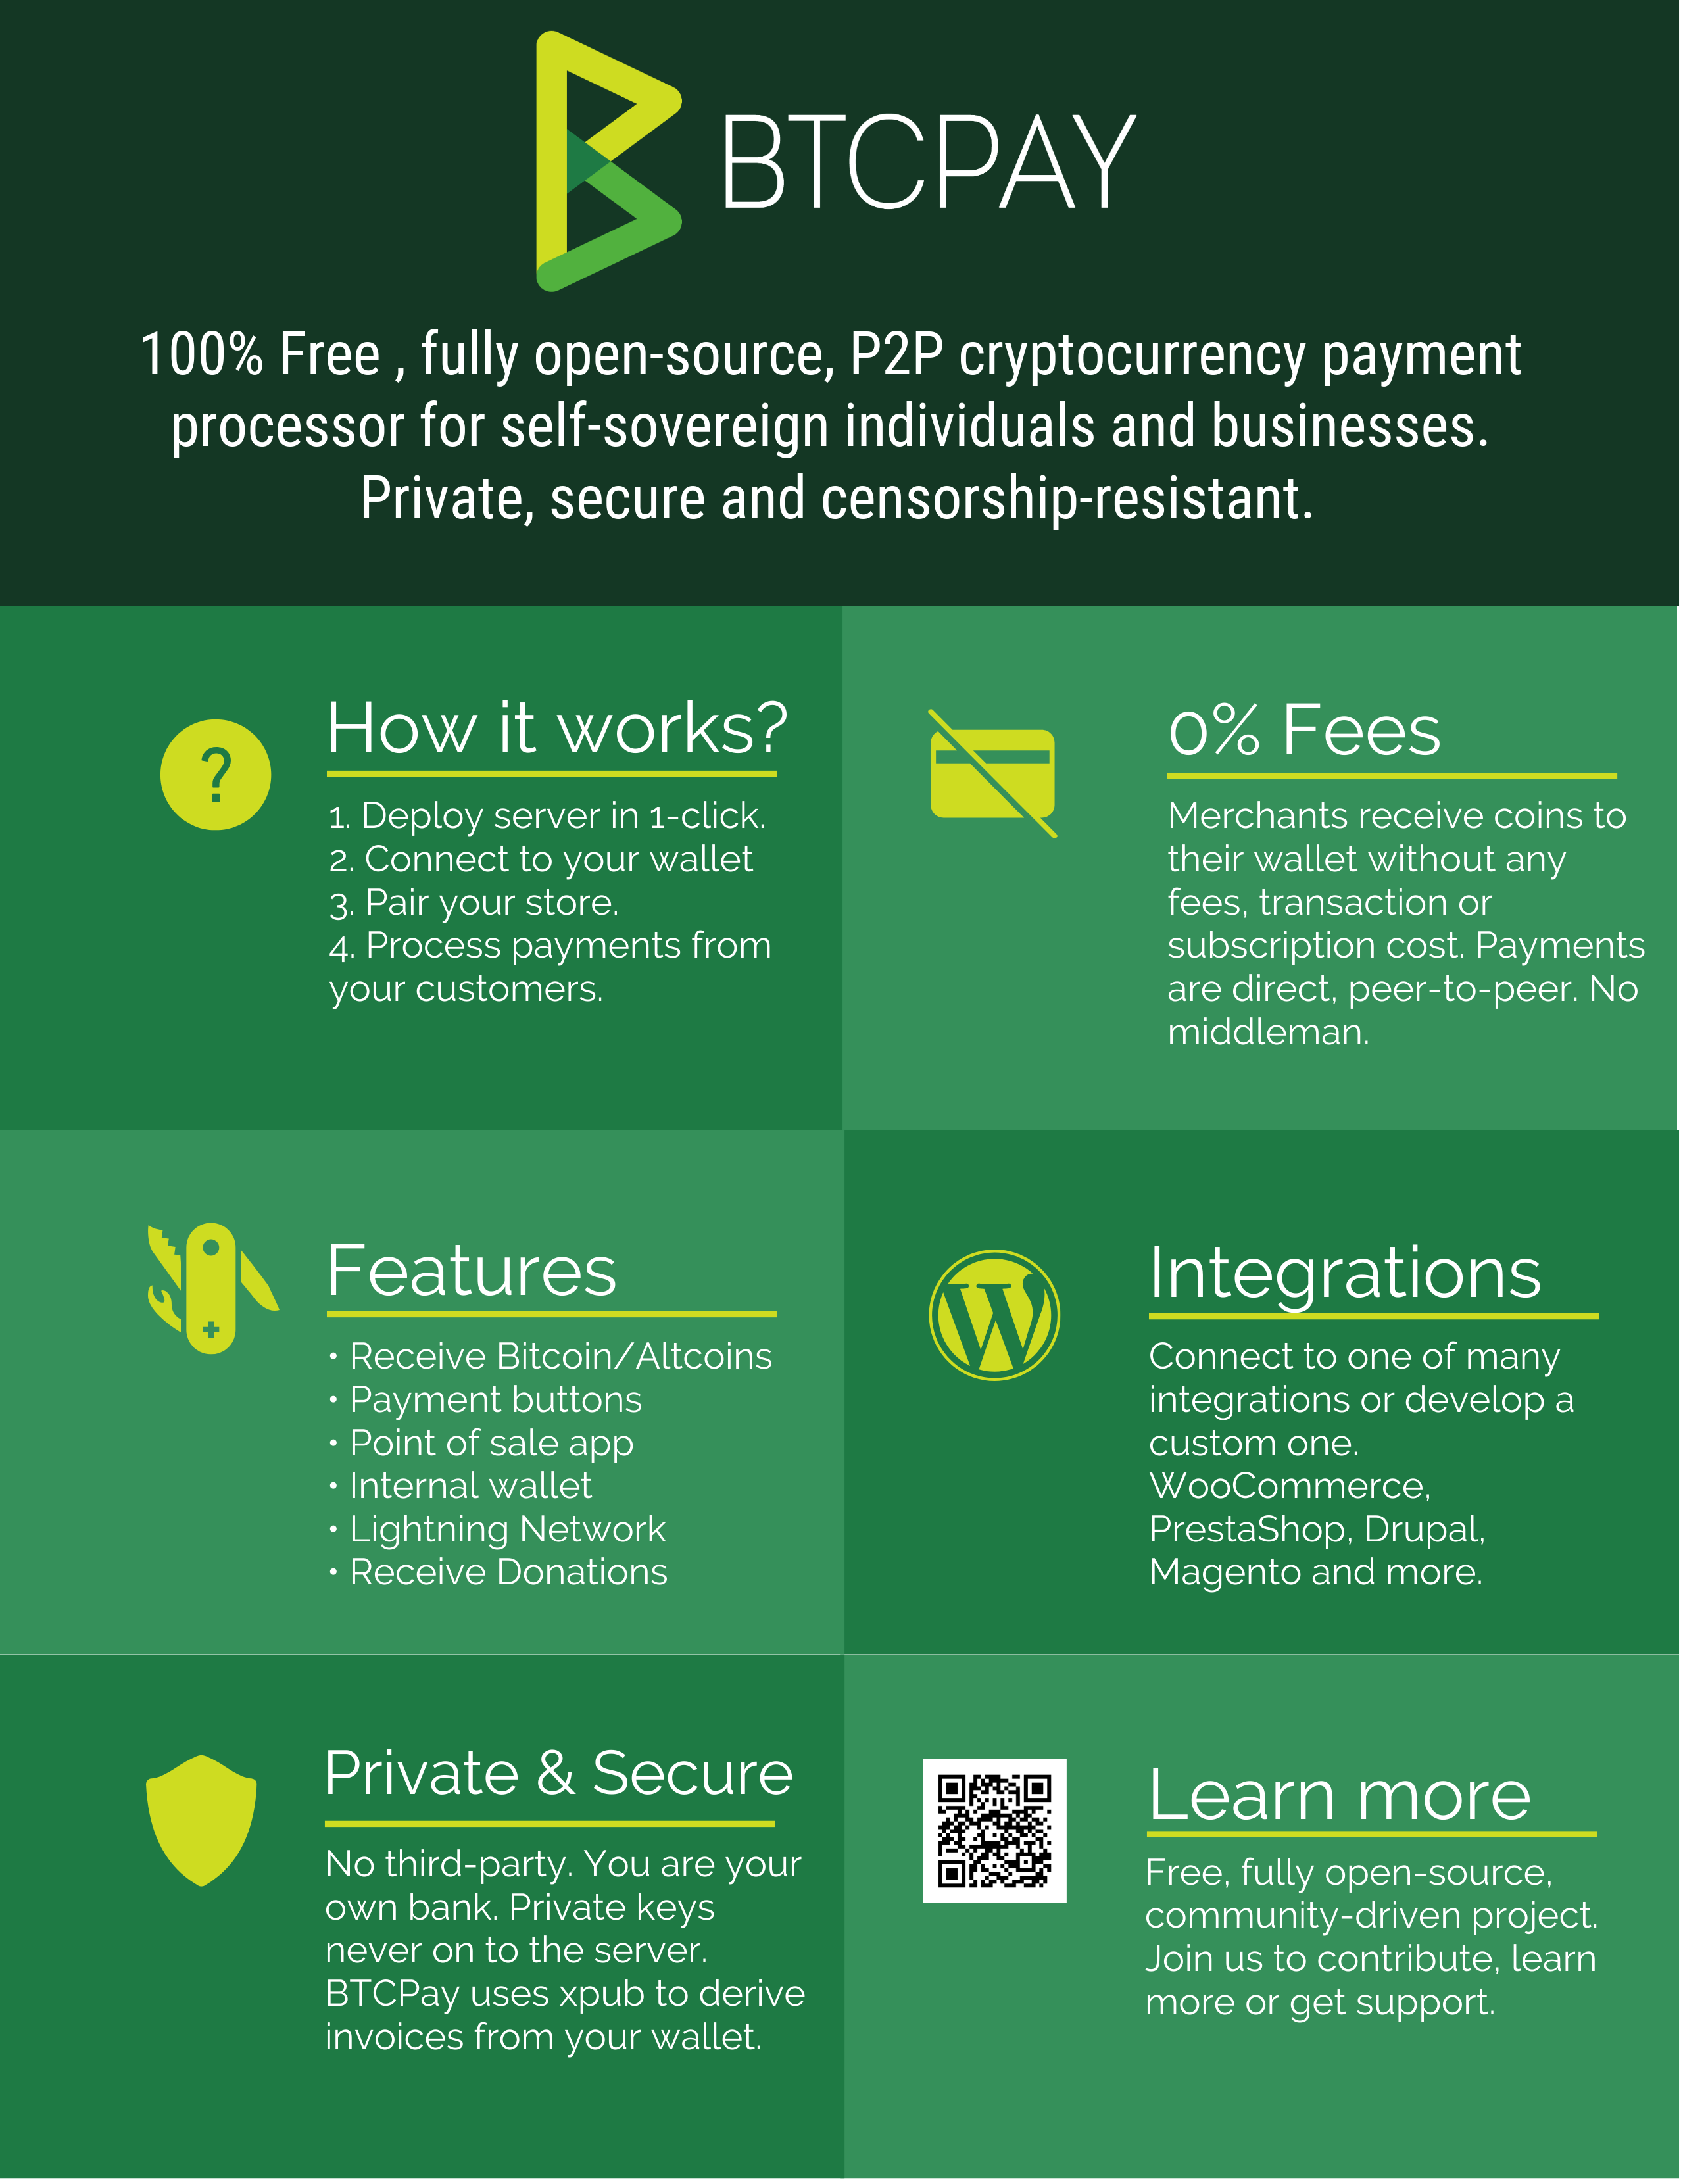 BTCPAY
100% Free , fully open-source, P2P cryptocurrency payment
processor for self-sovereign individuals and businesses.
Private, secure and censorship-resistant.
?
How it works?
1. Deploy server in 1-click.
2. Connect to your wallet
3. Pair your store.
4. Process payments from
your customers.
0% Fees
Merchants receive coins to
their wallet without any
fees, transaction or
subscription cost. Payments
are direct, peer-to-peer. No
middleman.
Features
• Receive Bitcoin/Altcoins
• Payment buttons
• Point of sale app
• Internal wallet
• Lightning Network
• Receive Donations
Integrations
Connect to one of many
integrations or develop a
custom one.
WooCommerce,
PrestaShop, Drupal,
Magento and more.
Private & Secure
No third-party. You are your
own bank. Private keys
never on to the server.
BTCPay uses xpub to derive
invoices from your wallet.
Learn more
Free, fully open-source,
community-driven project.
Join us to contribute, learn
more or get support.